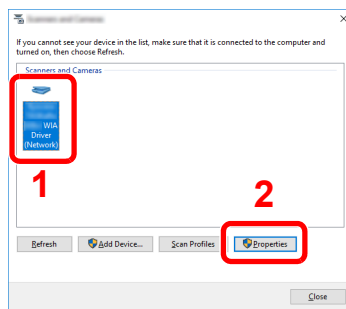 If you cannot see your device in the list, make sure that it is connected to the computer and
turned on, then choose Refresh.
Scanners and Cameras
WIA
Driver
(Network)
1
2
Refresh
Add Device...
Scan Profiles
Properties
Close